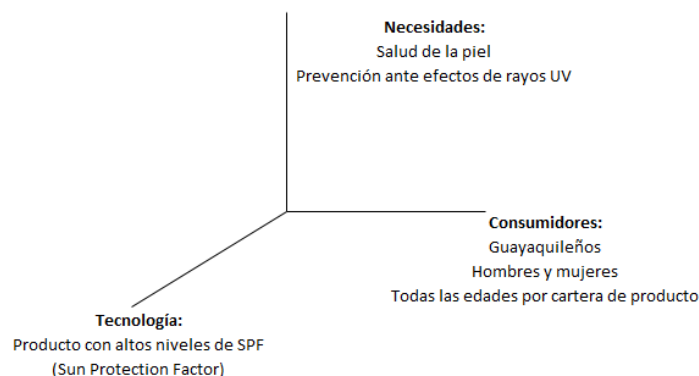 Necesidades:
Salud de la piel
Prevención ante efectos de rayos UV
Consumidores:
Guayaquileños
Hombres y mujeres
Todas las edades por cartera de producto
Tecnología:
Producto con altos niveles de SPF
(Sun Protection Factor)